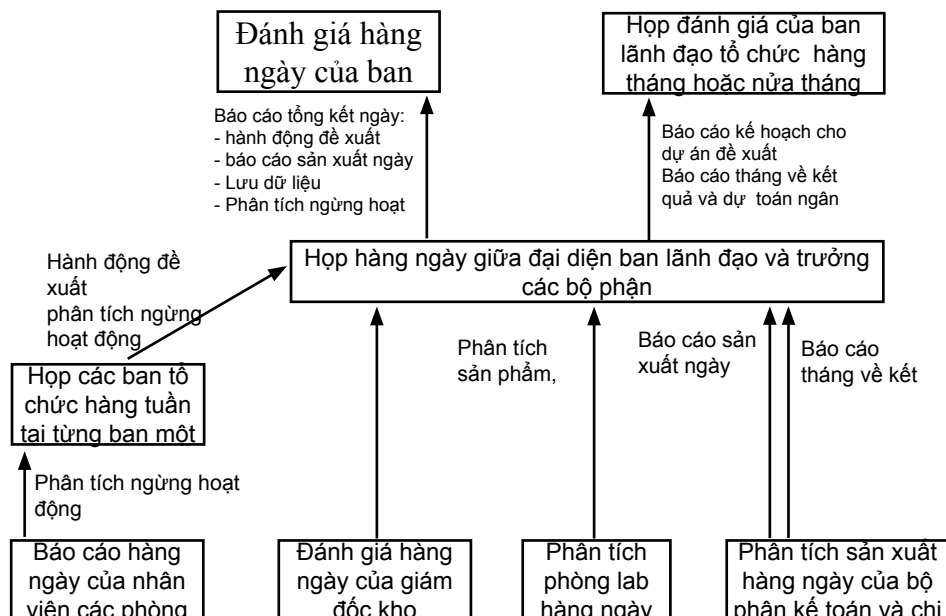 Đánh giá hàng
ngày của ban
Họp đánh giá của ban
lãnh đạo tổ chức hàng
tháng hoặc nửa tháng
Báo cáo tổng kết ngày:
- hành động đề xuất
- báo cáo sản xuất ngày
- Lưu dữ liệu
- Phân tích ngừng hoạt
Báo cáo kế hoạch cho
dự án đề xuất
Báo cáo tháng về kết
quả và dự toán ngân
Hành động đề
xuất
phân tích ngừng
hoạt động
Họp hàng ngày giữa đại diện ban lãnh đạo và trưởng
các bộ phận
Phân tích
sản phẩm,
Báo cáo sản
xuất ngày
Báo cáo
tháng về kết
Họp các ban tổ
chức hàng tuần
tại từng ban một
Phân tích ngừng hoạt
động
Báo cáo hàng
ngày của nhân
viên các phòng
Đánh giá hàng
ngày của giám
đốc kho
Phân tích
phòng lab
hàng ngày
Phân tích sản xuất
hàng ngày của bộ
phận kế toán và chi